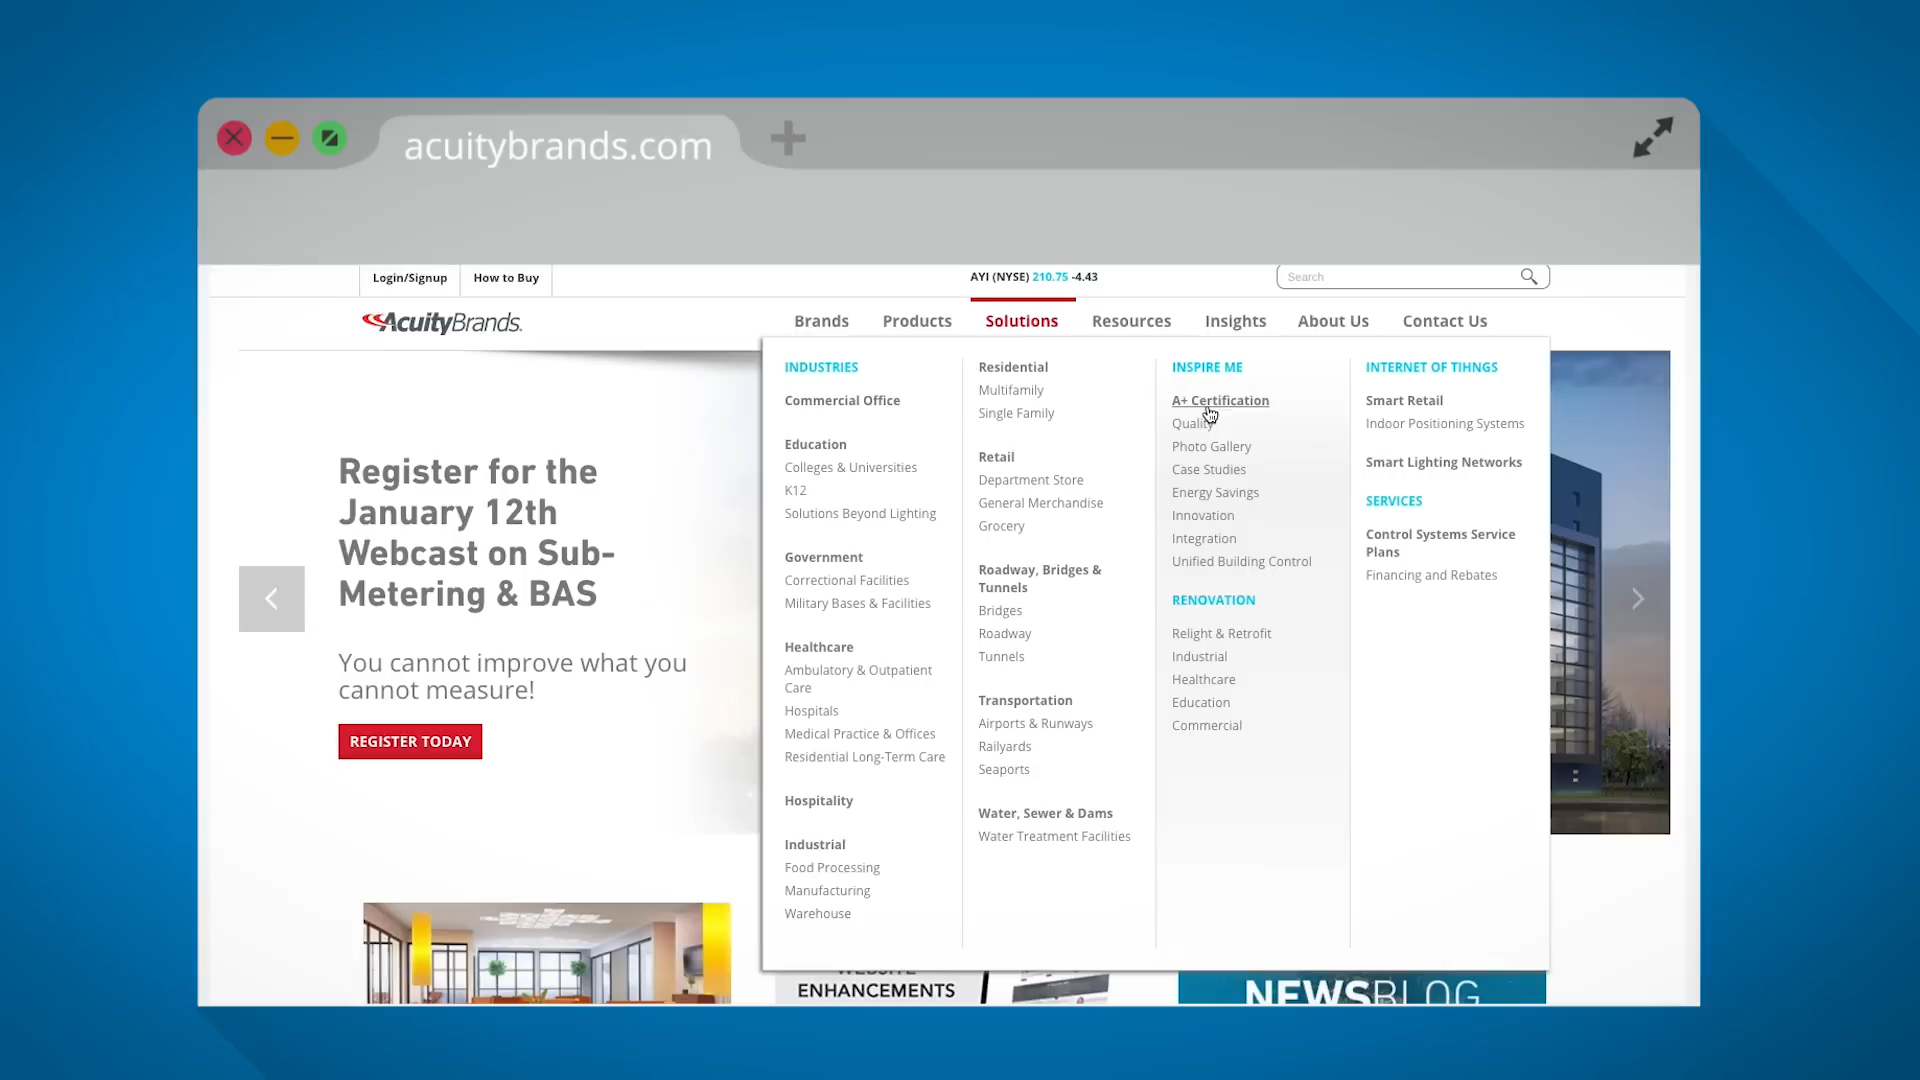 acuitybrands.com
Login/Signup
How to Buy
AYI (NYSE) 210.75 -4.43
Search
AcuityBrands.
Brands
Products
Solutions
Resources
Insights
About Us
Contact Us
Register for the
January 12th
Webcast on Sub-
Metering & BAS
You cannot improve what you
cannot measure!
REGISTER TODAY
INDUSTRIES
Commercial Office
Education
Colleges & Universities
K12
Solutions Beyond Lighting
Government
Correctional Facilities
Military Bases & Facilities
Healthcare
Ambulatory & Outpatient
Care
Hospitals
Medical Practice & Offices
Residential Long-Term Care
Hospitality
Industrial
Food Processing
Manufacturing
Warehouse
Residential
Multifamily
Single Family
Retail
Department Store
General Merchandise
Grocery
Roadway, Bridges &
Tunnels
Bridges
Roadway
Tunnels
Transportation
Airports & Runways
Railyards
Seaports
Water, Sewer & Dams
Water Treatment Facilities
INSPIRE ME
A+ Certification
Quality
Photo Gallery
Case Studies
Energy Savings
Innovation
Integration
Unified Building Control
RENOVATION
Relight & Retrofit
Industrial
Healthcare
Education
Commercial
INTERNET OF TIHNGS
Smart Retail
Indoor Positioning Systems
Smart Lighting Networks
SERVICES
Control Systems Service
Plans
Financing and Rebates
WEBSITE
ENHANCEMENTS
NEWSBLOG